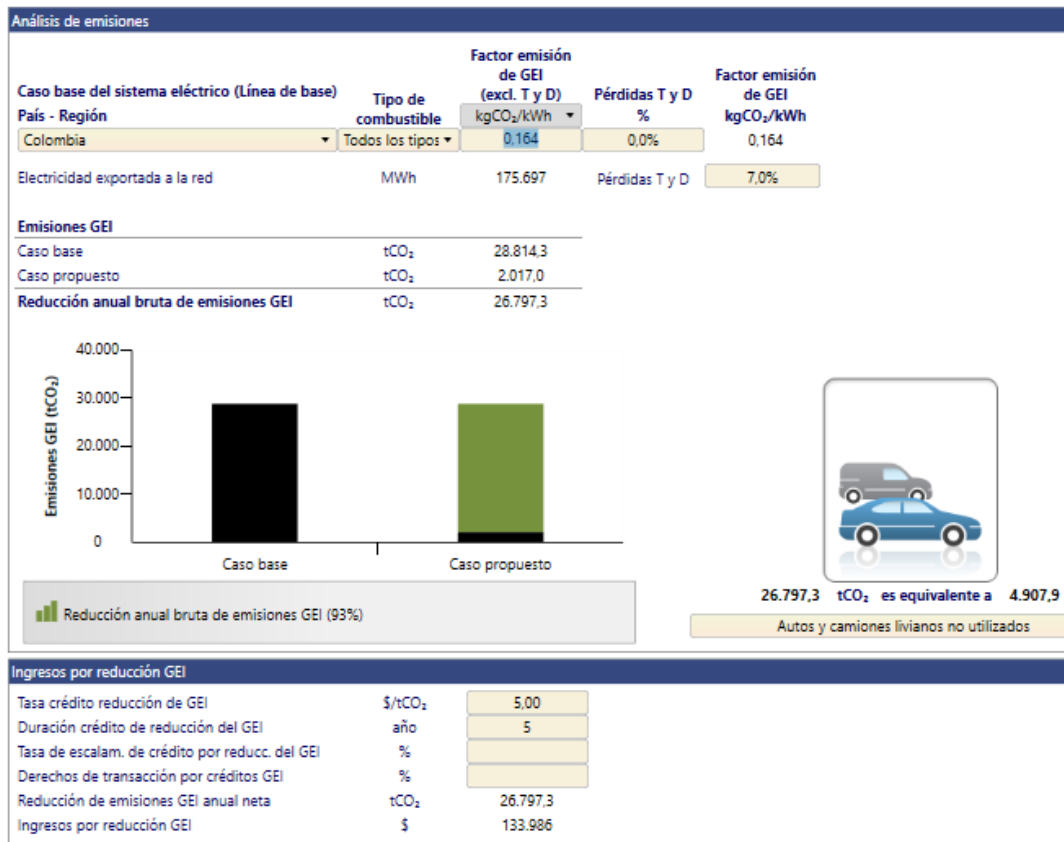 Análisis de emisiones
Caso base del sistema eléctrico (Línea de base)
País - Región
Tipo de
combustible
Factor emisión
de GEI
(excl. T y D)
kgCO₂/kWh
Pérdidas T y D
%
Factor emisión
de GEI
kgCO₂/kWh
Colombia Todos los tipos 0,164 0,0% 0,164
Electricidad exportada a la red MWh 175.697 Pérdidas T y D 7,0%
Emisiones GEI
Caso base tCO₂ 28.814,3
Caso propuesto tCO₂ 2.017,0
Reducción anual bruta de emisiones GEI tCO₂ 26.797,3
Emisiones GEI (tCO₂)
40.000
30.000
20.000
10.000
0
Caso base Caso propuesto
Reducción anual bruta de emisiones GEI (93%)
26.797,3 tCO₂ es equivalente a 4.907,9
Autos y camiones livianos no utilizados
Ingresos por reducción GEI
Tasa crédito reducción de GEI $/tCO₂ 5,00
Duración crédito de reducción del GEI año 5
Tasa de escalam. de crédito por reducc. del GEI %
Derechos de transacción por créditos GEI %
Reducción de emisiones GEI anual neta tCO₂ 26.797,3
Ingresos por reducción GEI $ 133.986